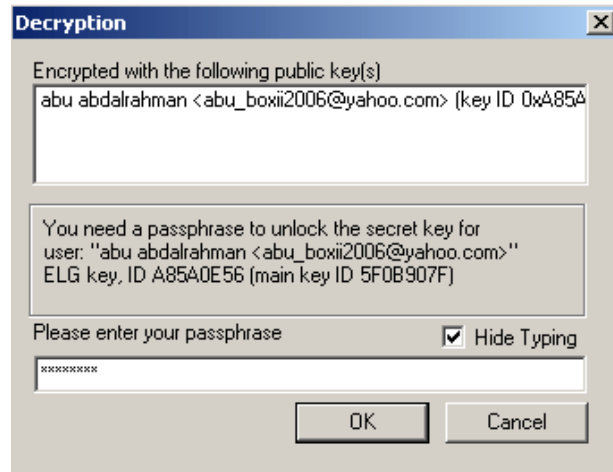 Decryption
Encrypted with the following public key(s)
abu abdalrahman <abu_boxii2006@yahoo.com> (key ID 0xA85A
You need a passphrase to unlock the secret key for
user: "abu abdalrahman <abu_boxii2006@yahoo.com>"
ELG key, ID A85A0E56 (main key ID 5F0B907F)
Please enter your passphrase
Hide Typing
********
OK
Cancel